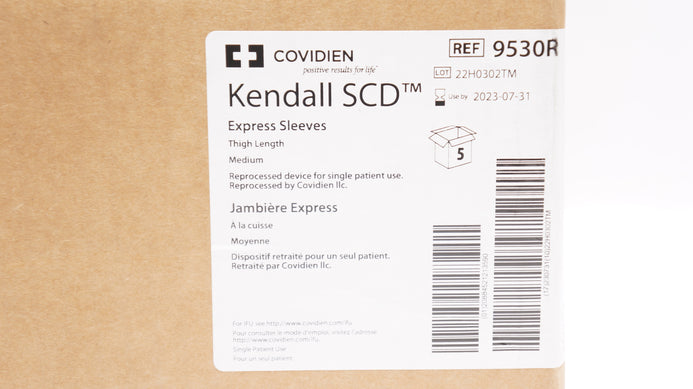 COVIDIEN
positive results for life™
Kendall SCD™
Express Sleeves
Thigh Length
Medium
Reprocessed device for single patient use.
Reprocessed by Covidien llc.
Jambière Express
À la cuisse
Moyenne
Dispositif retraité pour un seul patient.
Retraité par Covidien llc.
For IFU see http://www.covidien.com/ifu.
Pour consulter le mode d'emploi, visitez l'adresse
http://www.covidien.com/ifu.
Single Patient Use
Pour un seul patient.
REF 9530R
LOT 22H0302TM
Use by 2023-07-31
5